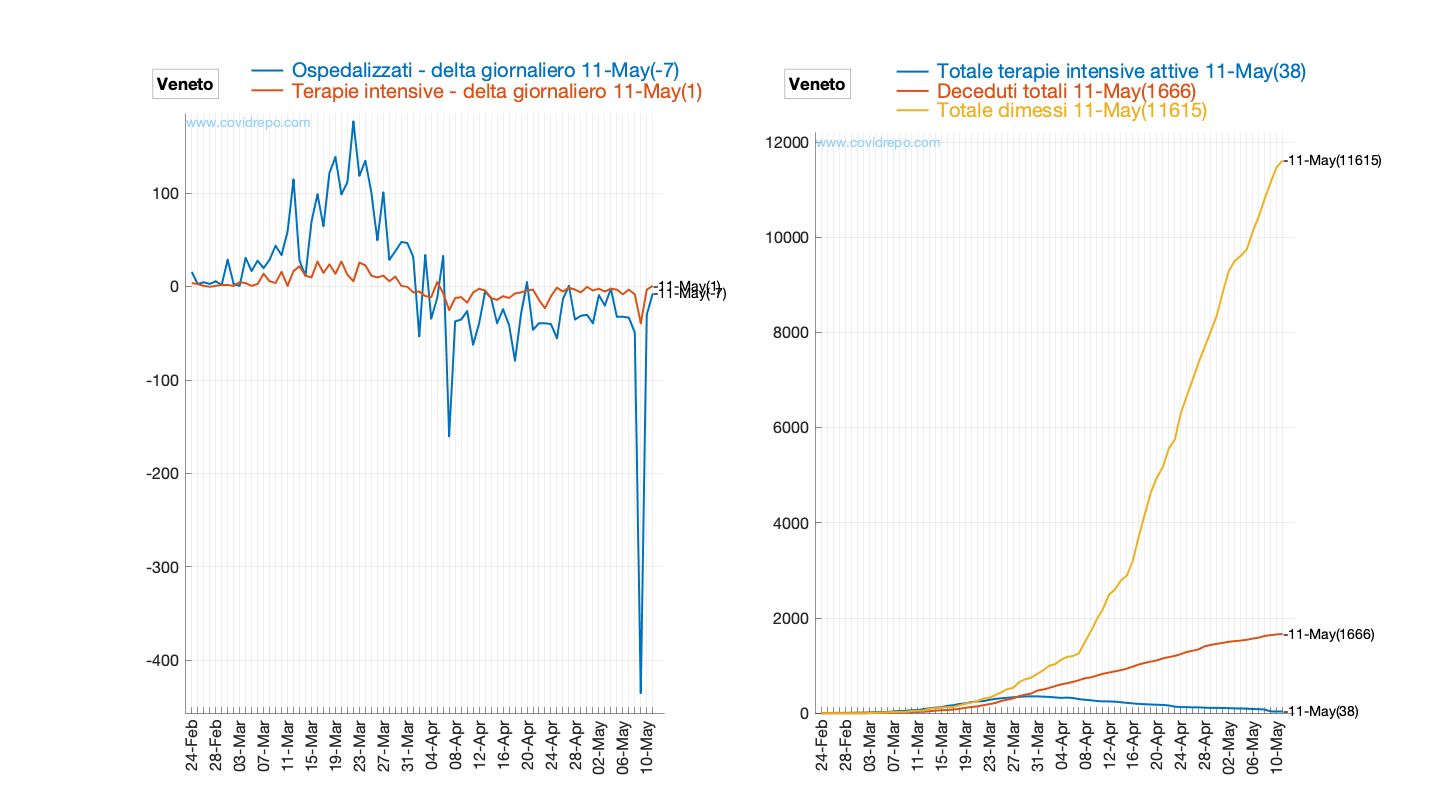 Veneto
Ospedalizzati - delta giornaliero 11-May(-7)
Terapie intensive - delta giornaliero 11-May(1)
www.covidrepo.com
100
0
-100
-200
-300
-400
-11-May(1)
-11-May(-7)
24-Feb
28-Feb
03-Mar
07-Mar
11-Mar
15-Mar
19-Mar
23-Mar
27-Mar
31-Mar
04-Apr
08-Apr
12-Apr
16-Apr
20-Apr
24-Apr
28-Apr
02-May
06-May
10-May
Veneto
Totale terapie intensive attive 11-May(38)
Deceduti totali 11-May(1666)
Totale dimessi 11-May(11615)
www.covidrepo.com
12000
10000
8000
6000
4000
2000
0
-11-May(11615)
-11-May(1666)
-11-May(38)
24-Feb
28-Feb
03-Mar
07-Mar
11-Mar
15-Mar
19-Mar
23-Mar
27-Mar
31-Mar
04-Apr
08-Apr
12-Apr
16-Apr
20-Apr
24-Apr
28-Apr
02-May
06-May
10-May